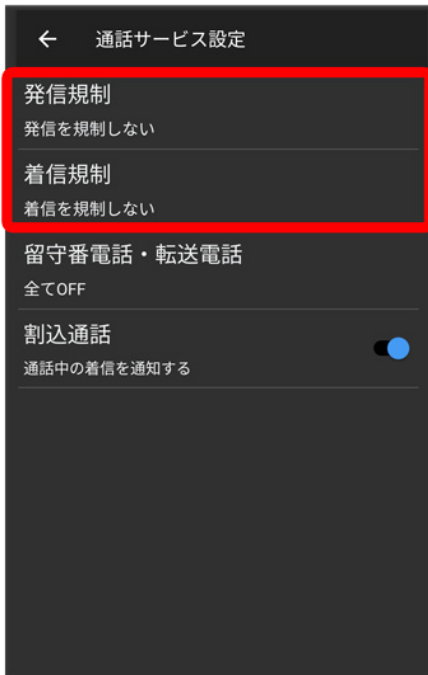 通話サービス設定
発信規制
発信を規制しない
着信規制
着信を規制しない
留守番電話・転送電話
全てOFF
割込通話
通話中の着信を通知する